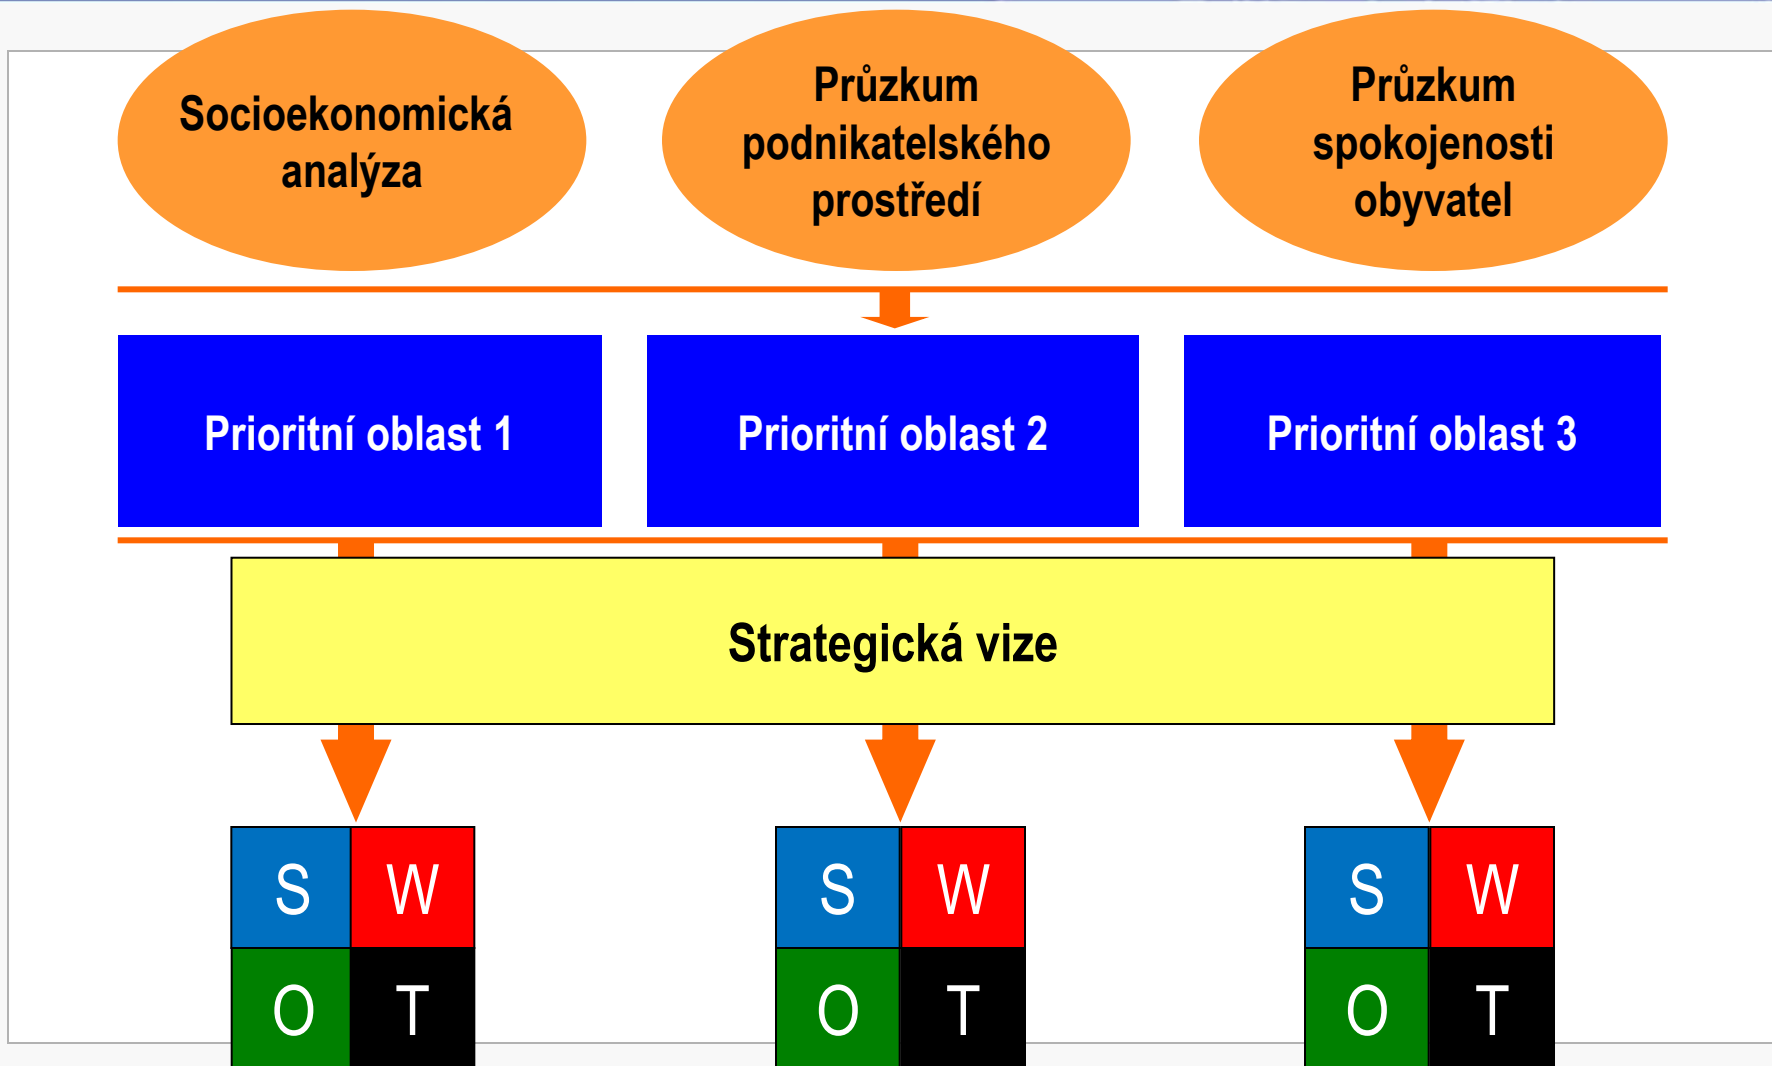 Socioekonomická
analýza
Průzkum
podnikatelského
prostředí
Průzkum
spokojenosti
obyvatel
Prioritní oblast 1
Prioritní oblast 2
Prioritní oblast 3
Strategická vize
S W
O T
S W
O T
S W
O T